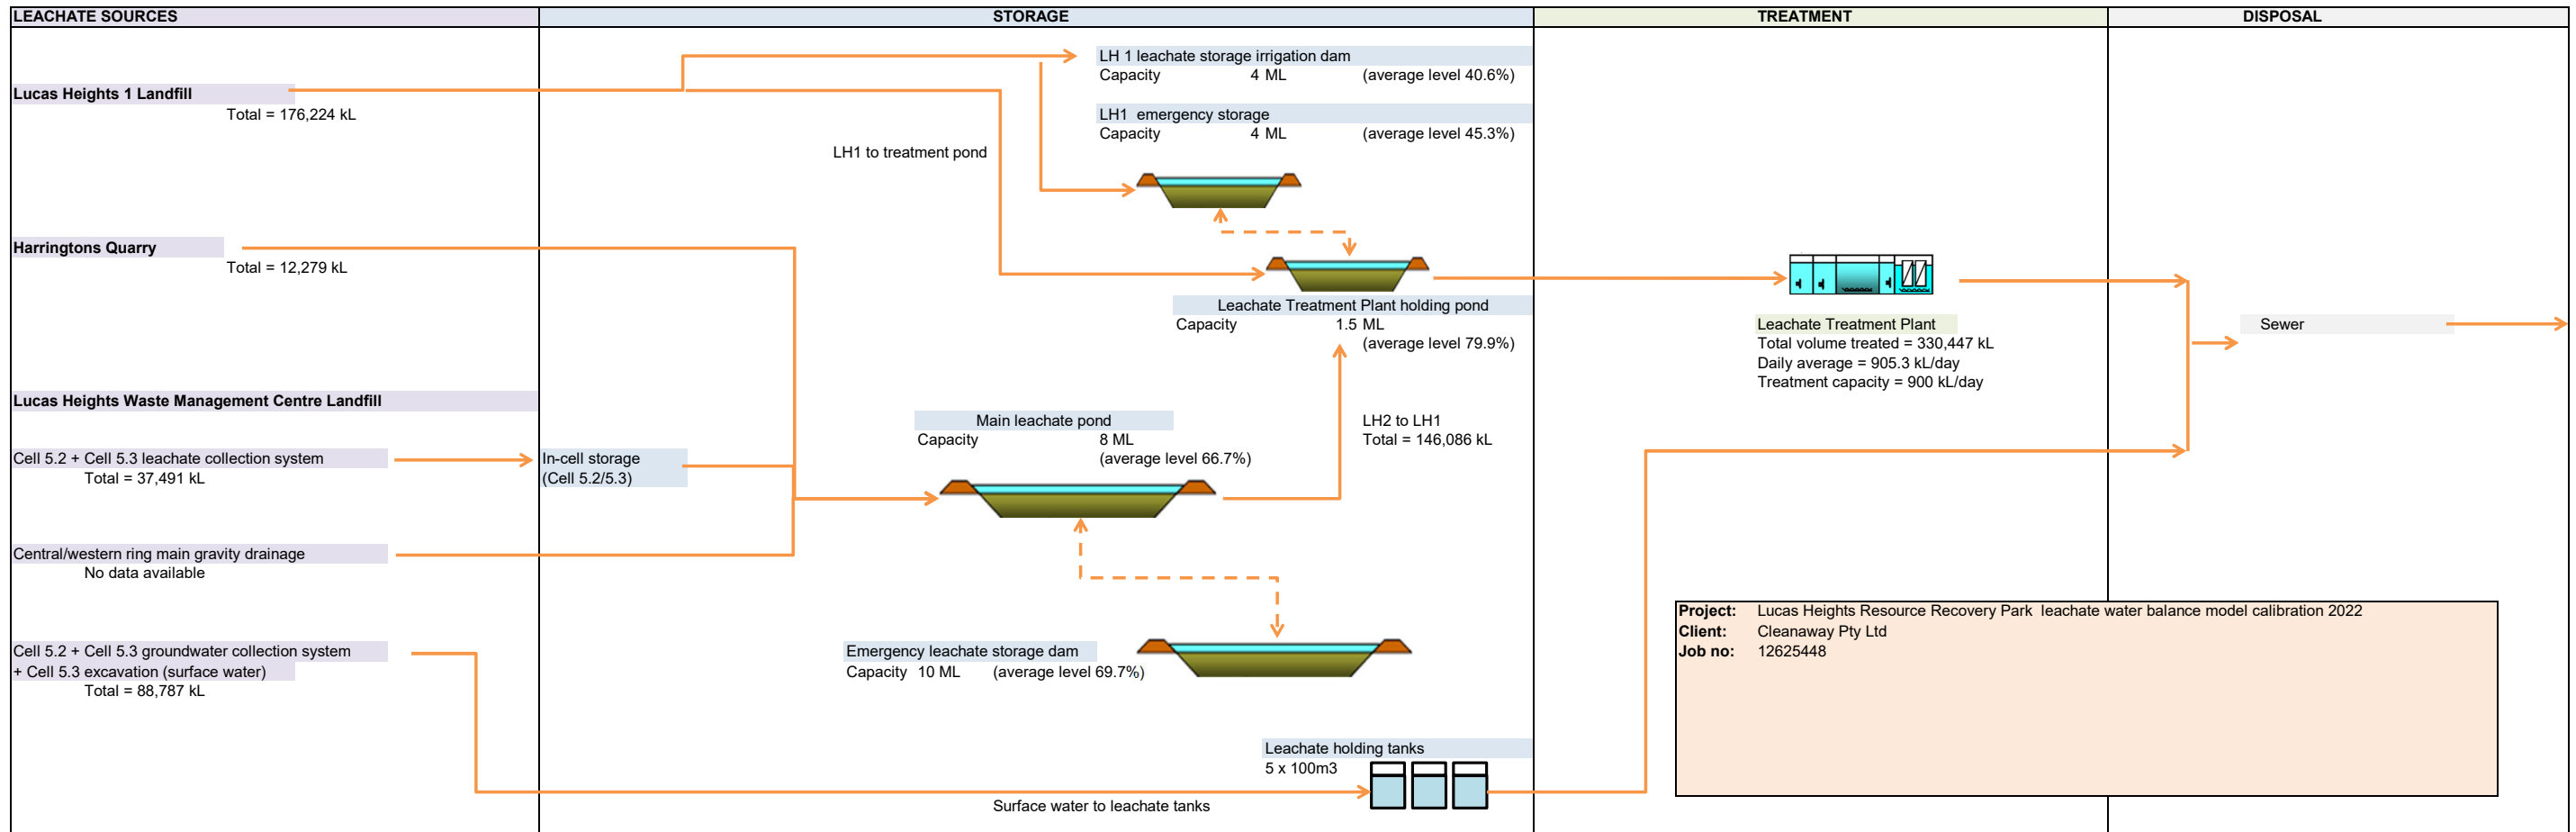 LEACHATE SOURCES
STORAGE
TREATMENT
DISPOSAL
LH 1 leachate storage irrigation dam
Capacity 4 ML (average level 40.6%)
Lucas Heights 1 Landfill
Total = 176,224 kL
LH1 emergency storage
Capacity 4 ML (average level 45.3%)
LH1 to treatment pond
Harringtons Quarry
Total = 12,279 kL
Leachate Treatment Plant holding pond
Capacity 1.5 ML
(average level 79.9%)
Leachate Treatment Plant
Total volume treated = 330,447 kL
Daily average = 905.3 kL/day
Treatment capacity = 900 kL/day
Sewer
Lucas Heights Waste Management Centre Landfill
Main leachate pond
Capacity 8 ML
(average level 66.7%)
LH2 to LH1
Total = 146,086 kL
Cell 5.2 + Cell 5.3 leachate collection system
Total = 37,491 kL
In-cell storage
(Cell 5.2/5.3)
Central/western ring main gravity drainage
No data available
Cell 5.2 + Cell 5.3 groundwater collection system
+ Cell 5.3 excavation (surface water)
Total = 88,787 kL
Emergency leachate storage dam
Capacity 10 ML (average level 69.7%)
Project: Lucas Heights Resource Recovery Park leachate water balance model calibration 2022
Client: Cleanaway Pty Ltd
Job no: 12625448
Leachate holding tanks
5 x 100m3
Surface water to leachate tanks